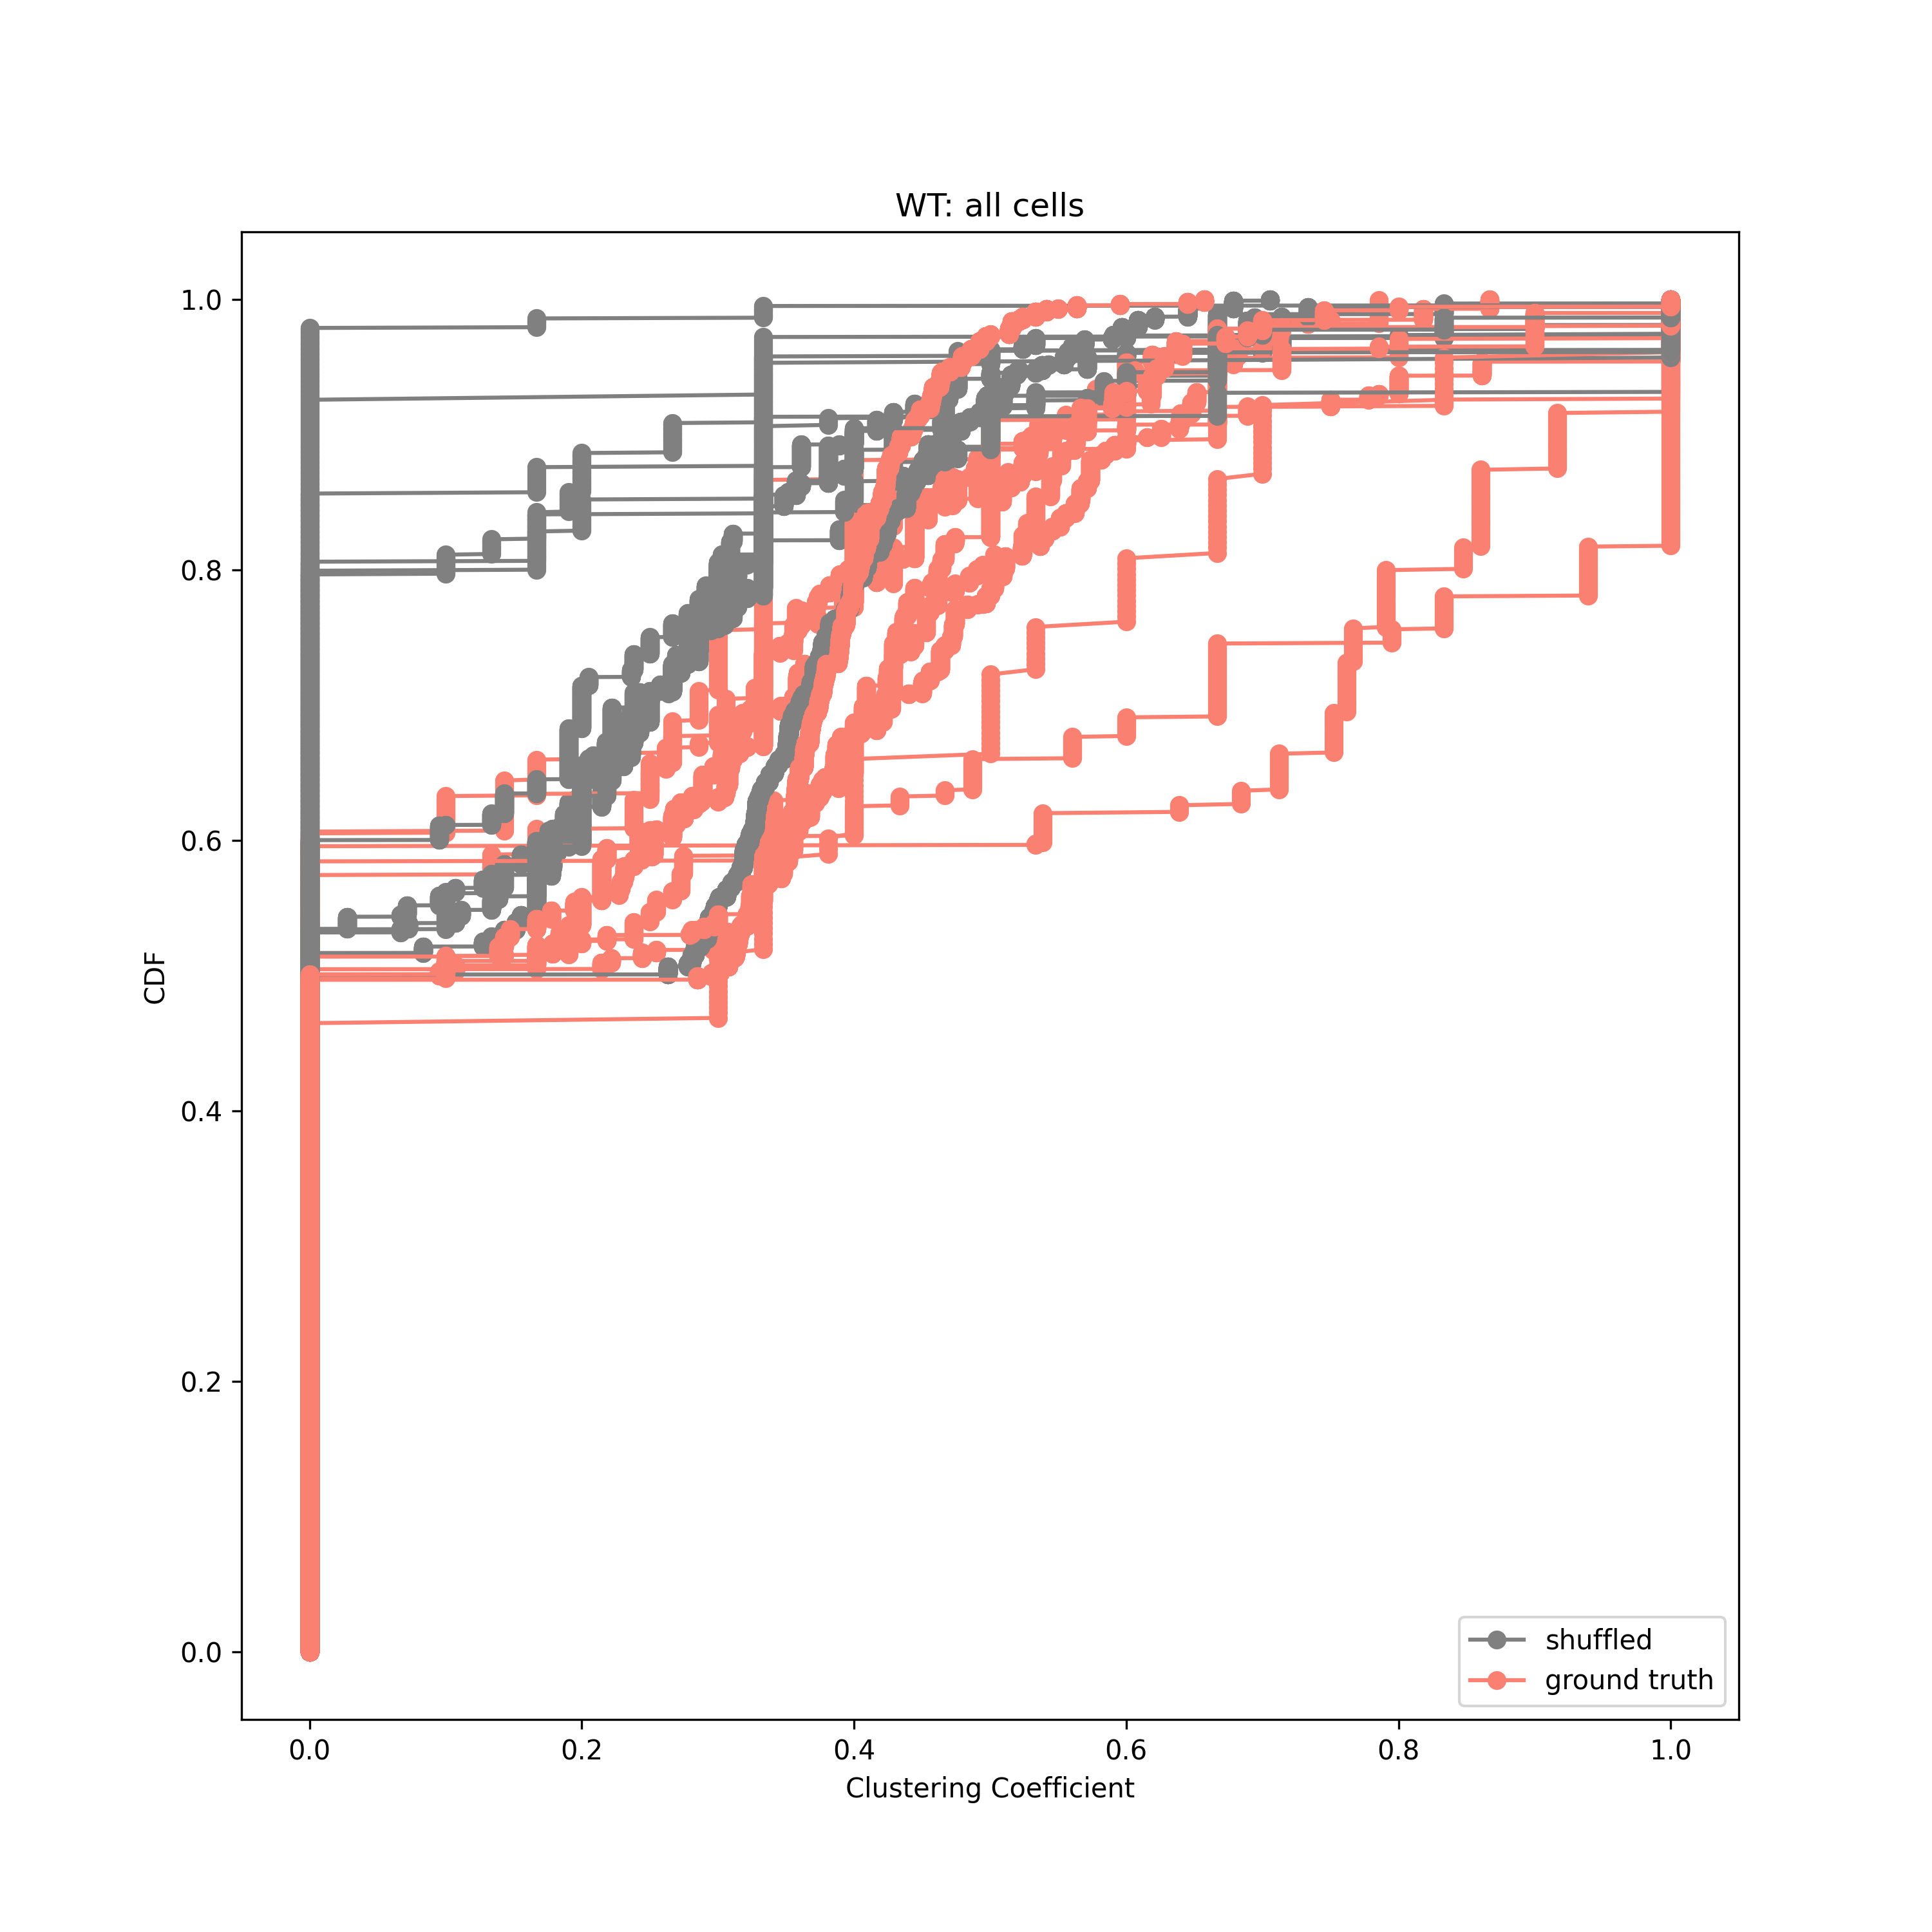 WT: all cells
1.0
0.8
0.6
0.4
0.2
0.0
CDF
0.0 0.2 0.4 0.6 0.8 1.0
Clustering Coefficient
shuffled
ground truth